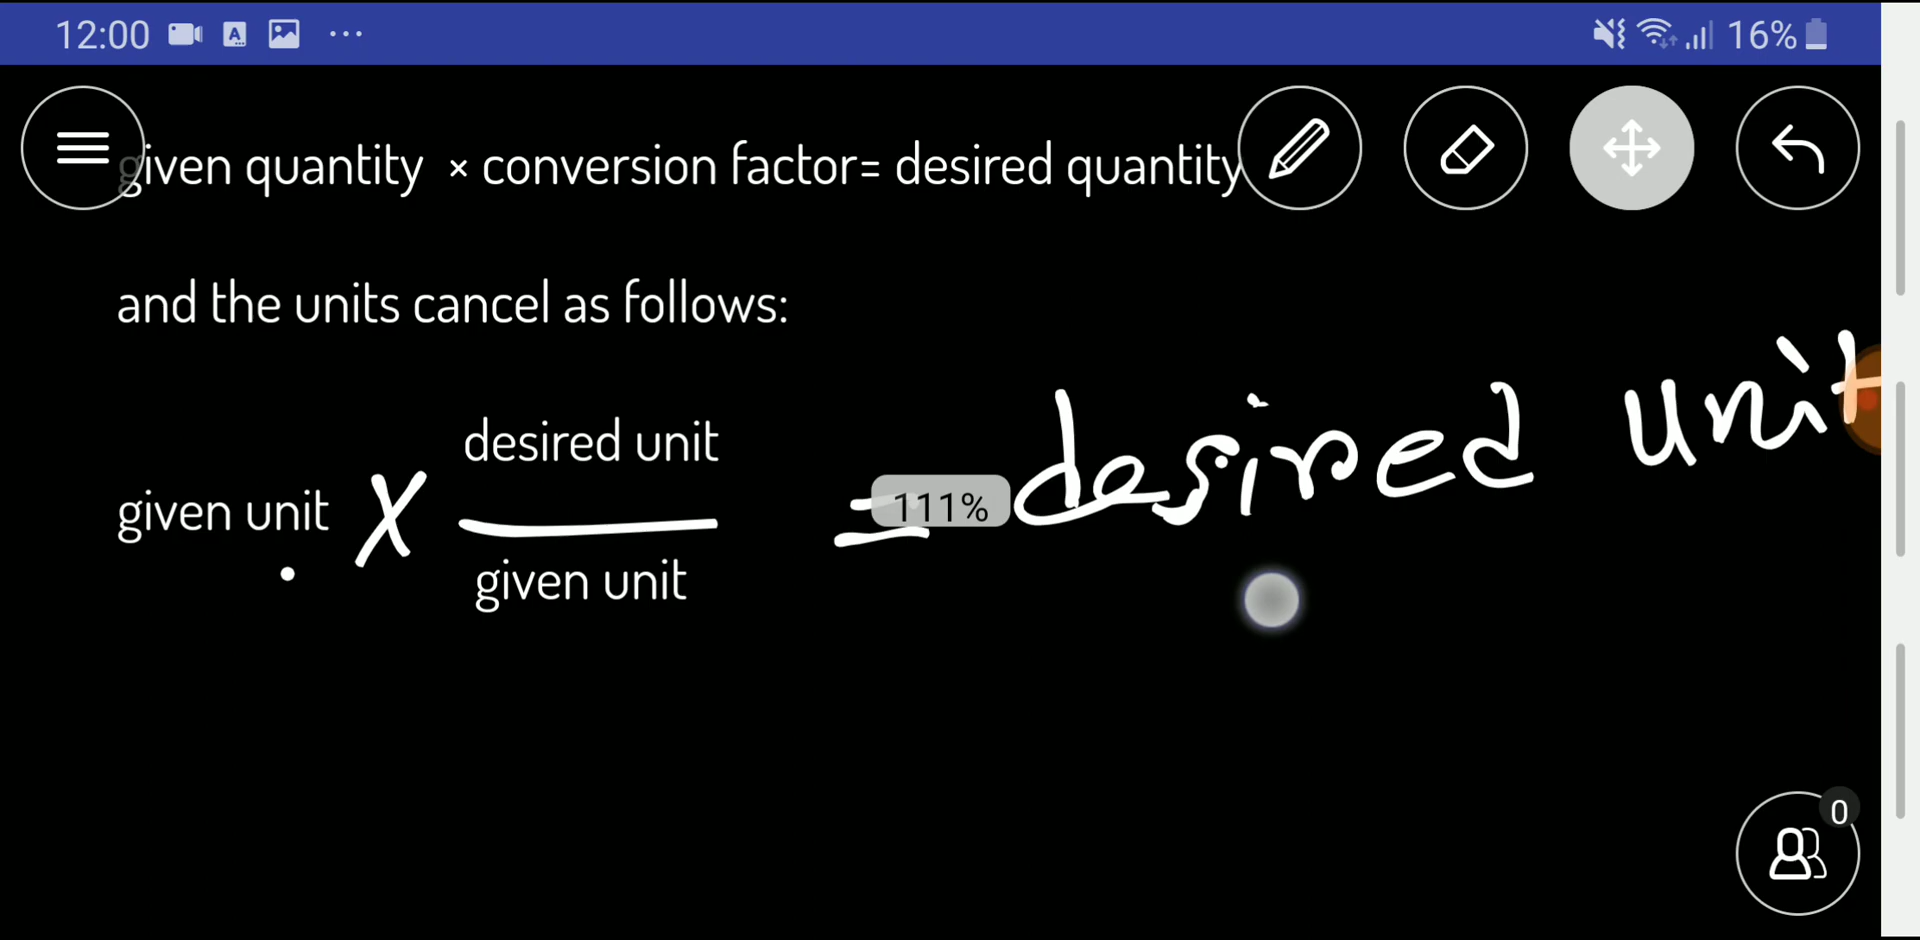 12:00 A ... 16%
given quantity × conversion factor= desired quantity
and the units cancel as follows:
desired unit
given unit X = 111% desired unit
given unit
0